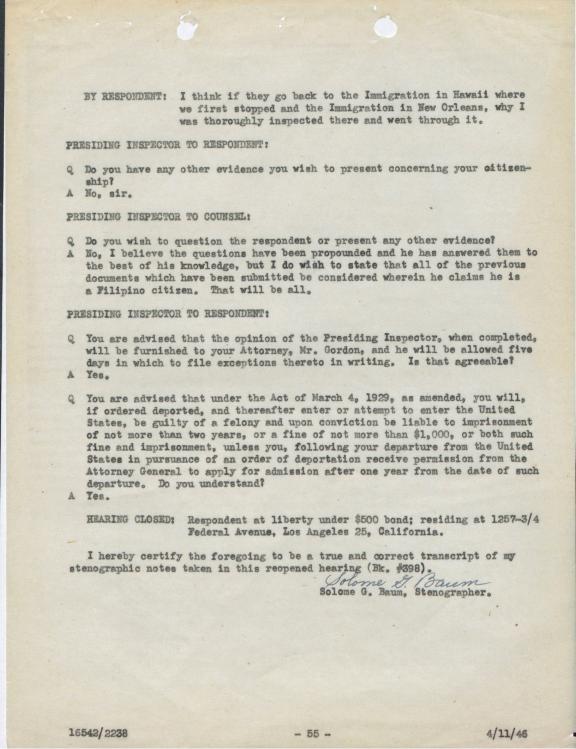 BY RESPONDENT: I think if they go back to the Immigration in Hawaii where
we first stopped and the Immigration in New Orleans, why I
was thoroughly inspected there and went through it.
PRESIDING INSPECTOR TO RESPONDENT:
Q Do you have any other evidence you wish to present concerning your citizen-
ship?
A No, sir.
PRESIDING INSPECTOR TO COUNSEL:
Q Do you wish to question the respondent or present any other evidence?
A No, I believe the questions have been propounded and he has answered them to
the best of his knowledge, but I do wish to state that all of the previous
documents which have been submitted be considered wherein he claims he is
a Filipino citizen. That will be all.
PRESIDING INSPECTOR TO RESPONDENT:
Q You are advised that the opinion of the Presiding Inspector, when completed,
will be furnished to your Attorney, Mr. Gordon, and he will be allowed five
days in which to file exceptions thereto in writing. Is that agreeable?
A Yes.
Q You are advised that under the Act of March 4, 1929, as amended, you will,
if ordered deported, and thereafter enter or attempt to enter the United
States, be guilty of a felony and upon conviction be liable to imprisonment
of not more than two years, or a fine of not more than $1,000, or both such
fine and imprisonment, unless you, following your departure from the United
States in pursuance of an order of deportation receive permission from the
Attorney General to apply for admission after one year from the date of such
departure. Do you understand?
A Yes.
HEARING CLOSED: Respondent at liberty under $500 bond; residing at 1257-3/4
Federal Avenue, Los Angeles 25, California.
I hereby certify the foregoing to be a true and correct transcript of my
stenographic notes taken in this reopened hearing (Bk. #398).
Solome G. Baum
Solome G. Baum, Stenographer.
16542/2238 - 55 - 4/11/46